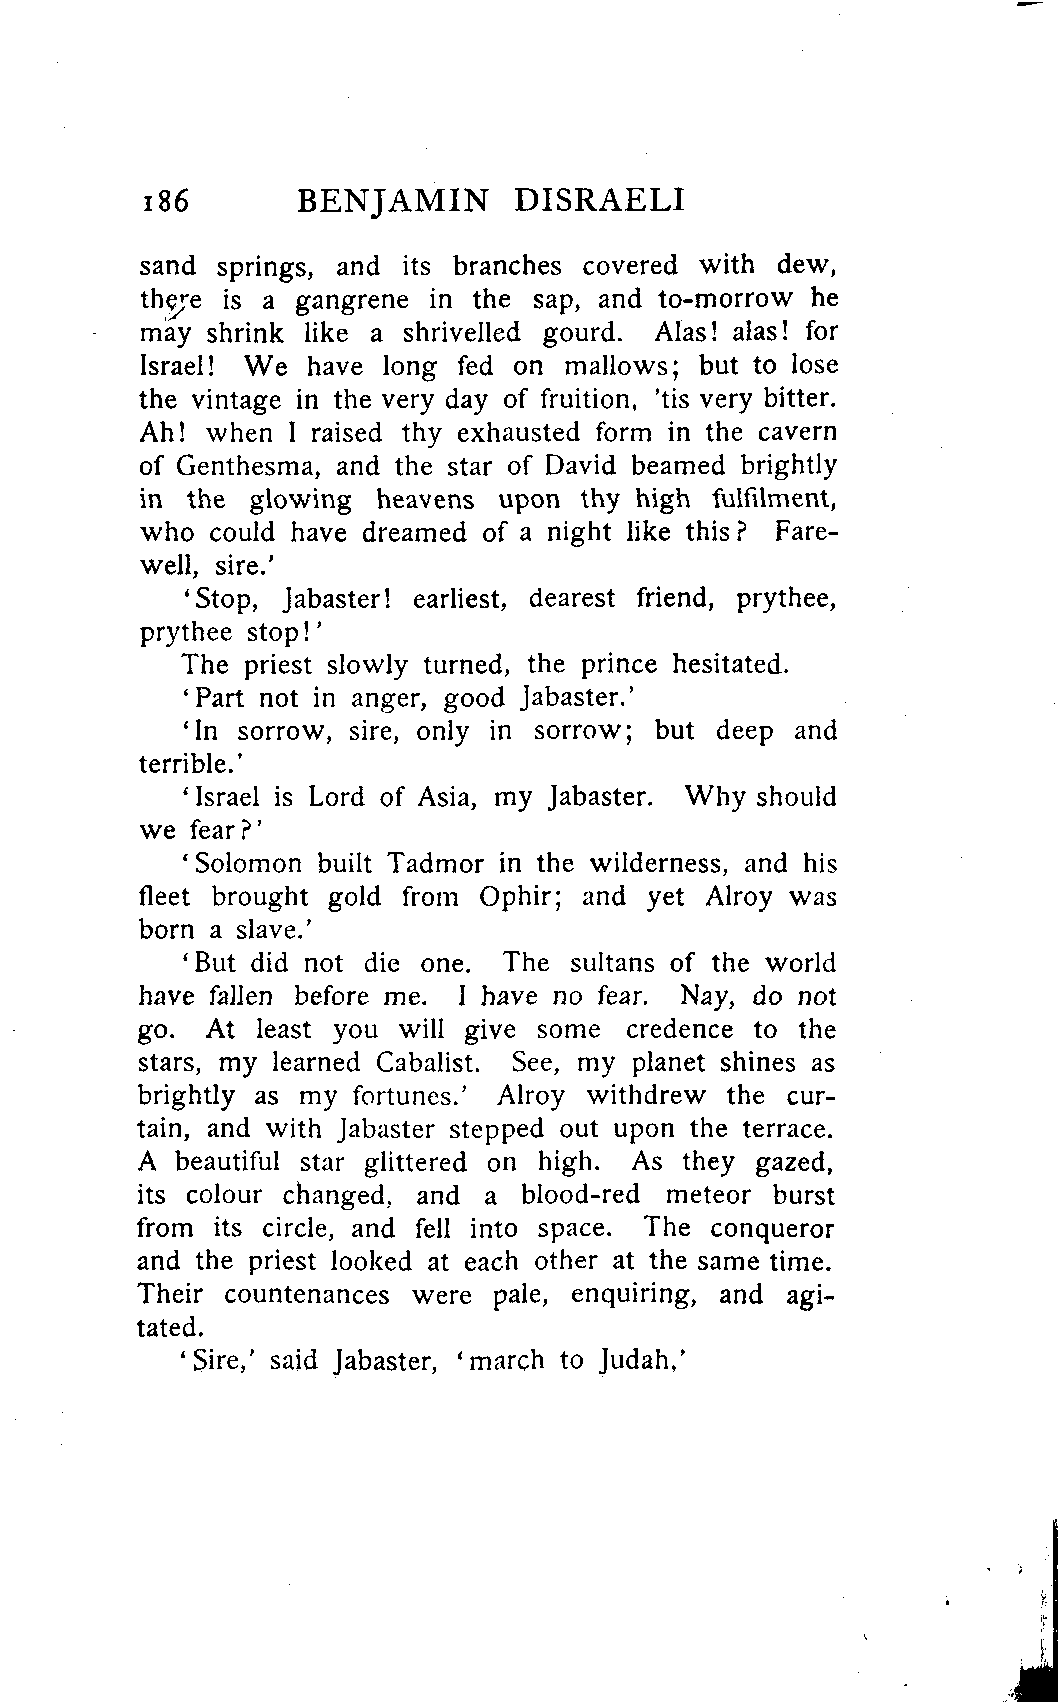 186 BENJAMIN DISRAELI
sand springs, and its branches covered with dew,
there is a gangrene in the sap, and to-morrow he
may shrink like a shrivelled gourd. Alas! alas! for
Israel! We have long fed on mallows; but to lose
the vintage in the very day of fruition, 'tis very bitter.
Ah! when I raised thy exhausted form in the cavern
of Genthesma, and the star of David beamed brightly
in the glowing heavens upon thy high fulfilment,
who could have dreamed of a night like this? Fare-
well, sire.'
'Stop, Jabaster! earliest, dearest friend, prythee,
prythee stop!'
The priest slowly turned, the prince hesitated.
'Part not in anger, good Jabaster.'
'In sorrow, sire, only in sorrow; but deep and
terrible.'
'Israel is Lord of Asia, my Jabaster. Why should
we fear?'
'Solomon built Tadmor in the wilderness, and his
fleet brought gold from Ophir; and yet Alroy was
born a slave.'
'But did not die one. The sultans of the world
have fallen before me. I have no fear. Nay, do not
go. At least you will give some credence to the
stars, my learned Cabalist. See, my planet shines as
brightly as my fortunes.' Alroy withdrew the cur-
tain, and with Jabaster stepped out upon the terrace.
A beautiful star glittered on high. As they gazed,
its colour changed, and a blood-red meteor burst
from its circle, and fell into space. The conqueror
and the priest looked at each other at the same time.
Their countenances were pale, enquiring, and agi-
tated.
'Sire,' said Jabaster, 'march to Judah,'